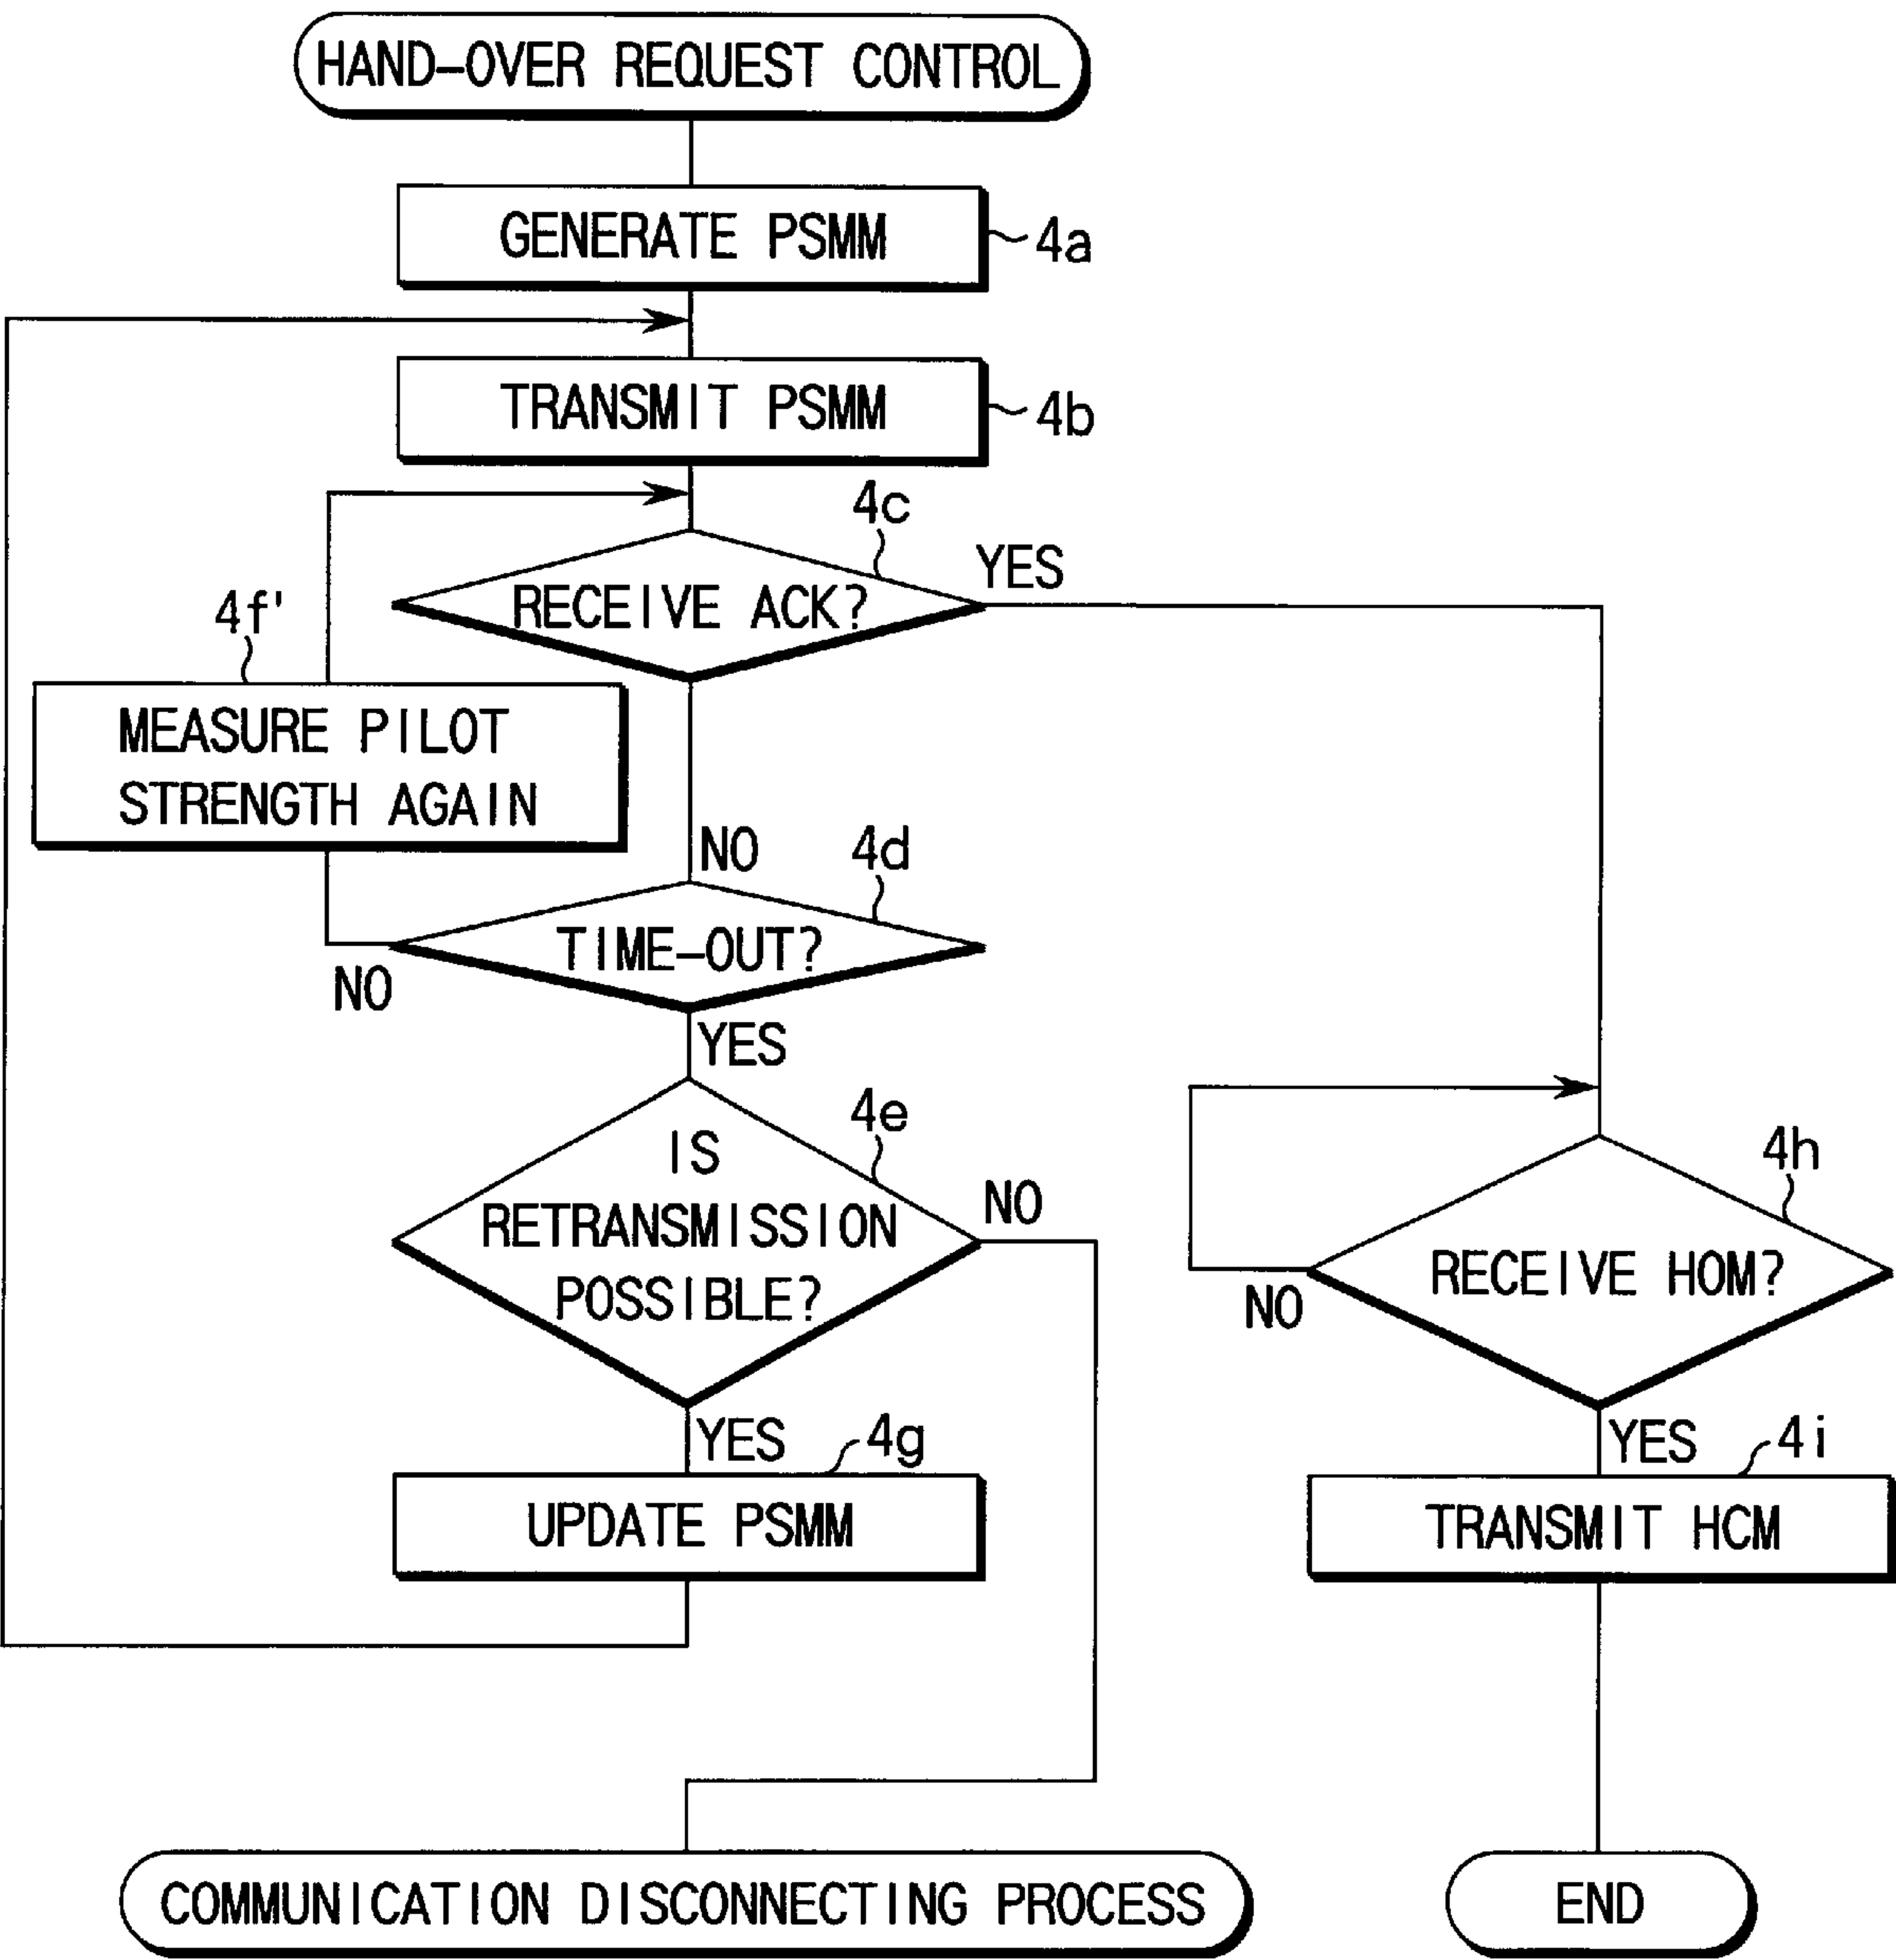 HAND-OVER REQUEST CONTROL
GENERATE PSMM
4a
TRANSMIT PSMM
4b
4c
RECEIVE ACK?
YES
4f'
MEASURE PILOT
STRENGTH AGAIN
NO
4d
TIME-OUT?
NO
YES
4e
IS
RETRANSMISSION
POSSIBLE?
NO
YES
4g
UPDATE PSMM
4h
RECEIVE HOM?
NO
YES
4i
TRANSMIT HCM
COMMUNICATION DISCONNECTING PROCESS
END